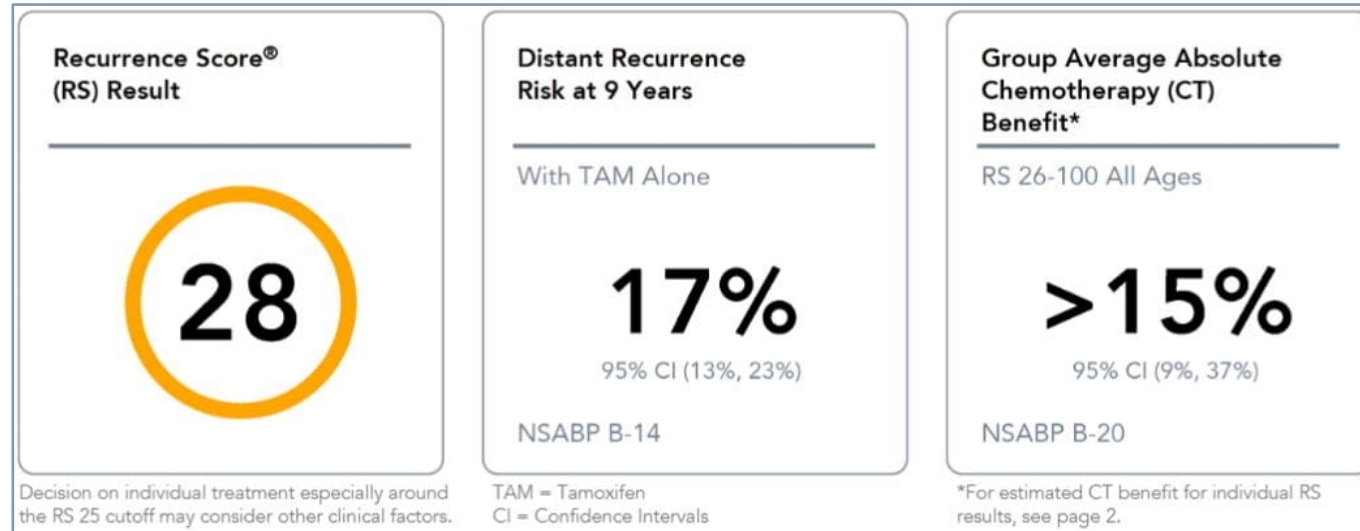 Recurrence Score®
(RS) Result
28
Decision on individual treatment especially around
the RS 25 cutoff may consider other clinical factors.
Distant Recurrence
Risk at 9 Years
With TAM Alone
17%
95% CI (13%, 23%)
NSABP B-14
TAM = Tamoxifen
CI = Confidence Intervals
Group Average Absolute
Chemotherapy (CT)
Benefit*
RS 26-100 All Ages
>15%
95% CI (9%, 37%)
NSABP B-20
*For estimated CT benefit for individual RS
results, see page 2.